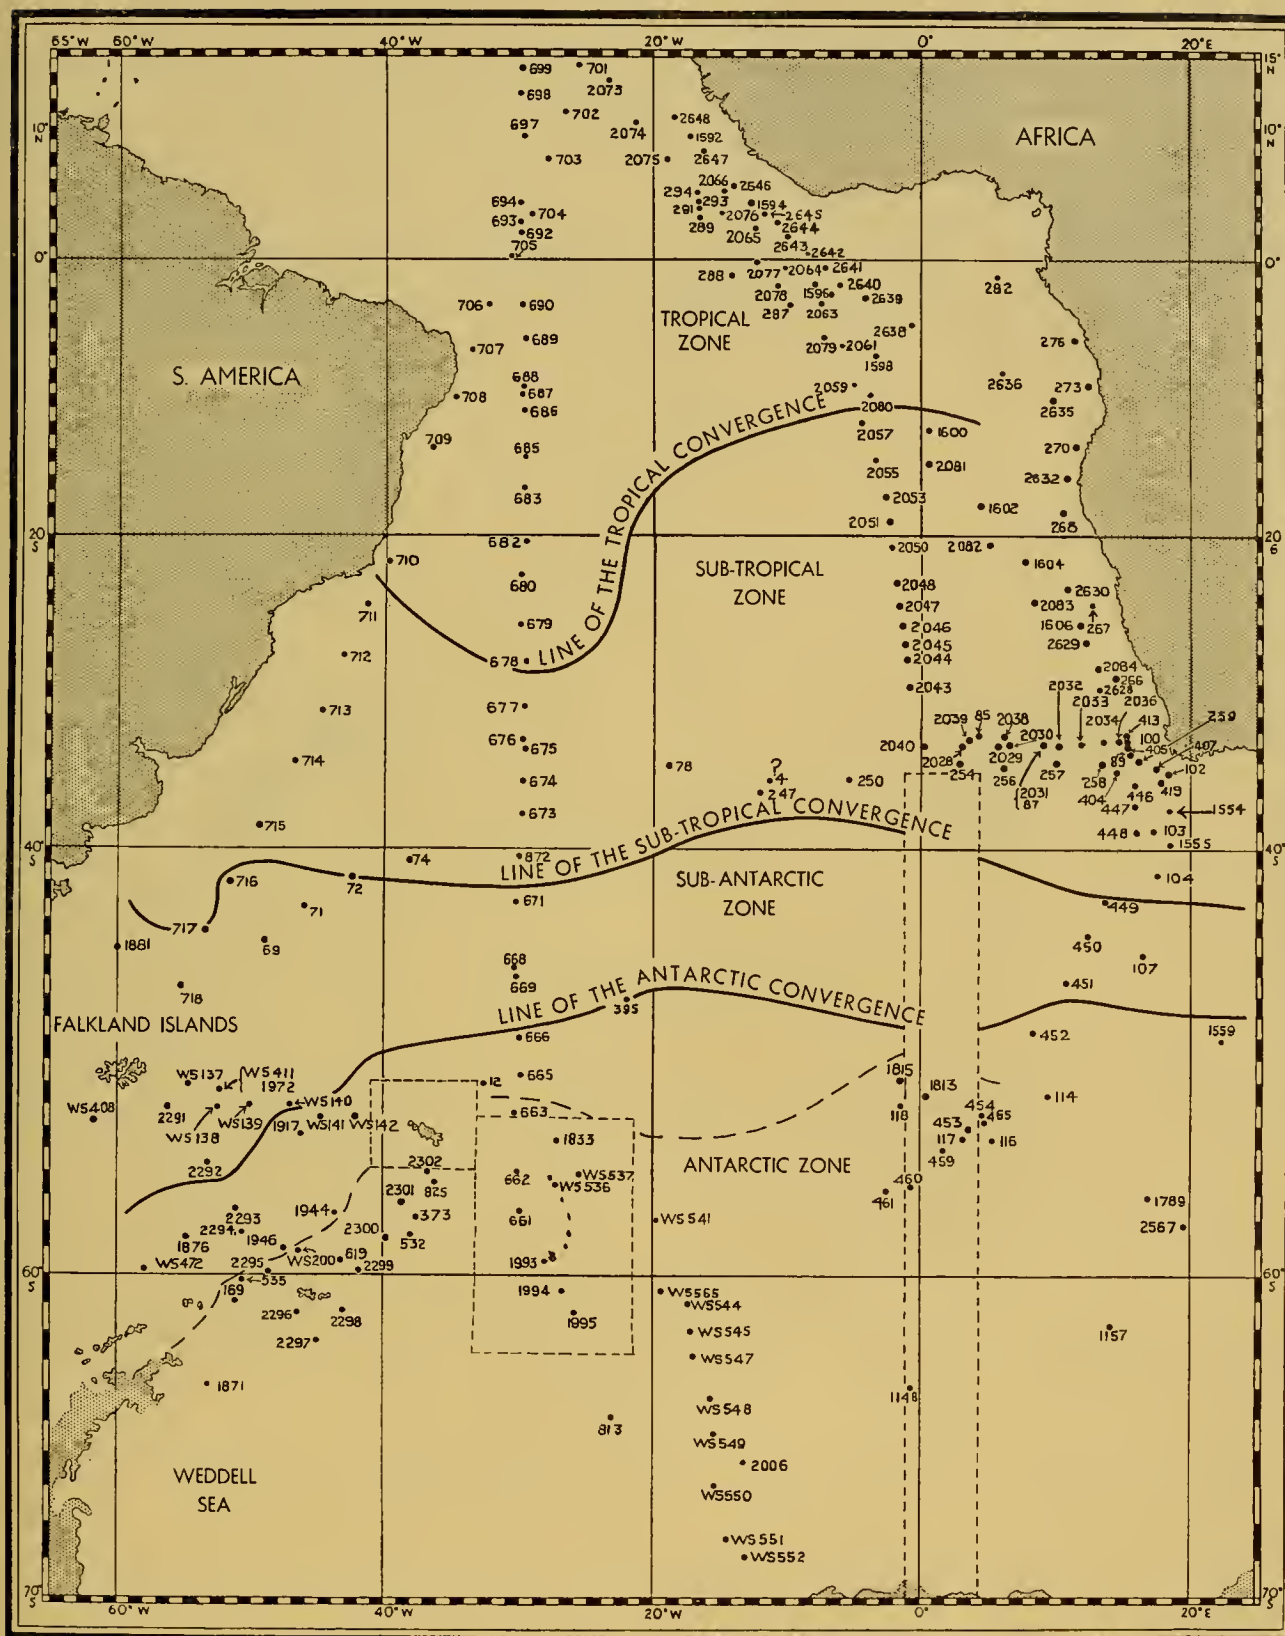 65°W 60°W 40°W 20°W 0° 20°E
15° N
699 701
2073
698
702
697 2074 2648
10° N
1592
AFRICA
703 2075 2647
2066 2646
294
694 293 1594
704 291 2076 2645
693
692 289 2065 2644
705 2643
2642
0°
288 2077 2064 2641
282
2078 1596 2640
706 690 287 2063 2639
TROPICAL
ZONE
689 2638
707 2079 2061 276
1598
S. AMERICA
688 2059 2636 273
687
708 686 2080 2635
LINE OF THE TROPICAL CONVERGENCE
2057 1600
709 685 270
2055 2081
2632
683 2053
1602 268
2051
20 S
682 2050 2082
710 1604
SUB-TROPICAL
ZONE
680 2048 2630
711 2047 2083
679 2046 1606 267
712 2045 2629
678 2044
2084
266
2043 2032 2628
2033 2036
677 713
2039 85 2038 2034 413 239
676 2030 100
675 2040 405 407
714 78 ? 2028 2029 89 102
674 4 250 254 256 257 258
247 2031 404 446 419
87
673 447 1554
715 448 103
1555
40° S
74 872
LINE OF THE SUB-TROPICAL CONVERGENCE
716 72 SUB-ANTARCTIC
ZONE
104
71 671 449
717
1881 69 450
668 107
669
718 451
LINE OF THE ANTARCTIC CONVERGENCE
395
FALKLAND ISLANDS
666 452 1559
WS137 WS411
1972 12 665 1815
1813
WS408 2291 WS140 663 118 454 465 114
WS138 WS139 1917 WS141 WS142
1833 453
117 116
2292 2302 662 WS537 ANTARCTIC ZONE 459
WS536
825 460
2301 461
2293 1944 373 661 WS541 1789
2294 2300 2567
1876 1946 532
WS472 WS200 619 1993
2295 2299
60° S
535
169 1994 WS565
2296 2298 WS544
1995
2297 WS545 1157
WS547
1871
1148
WS548
813
WS549
WEDDELL
SEA
2006
WS550
WS551
WS552
70° S
60°W 40°W 20°W 0 20°E